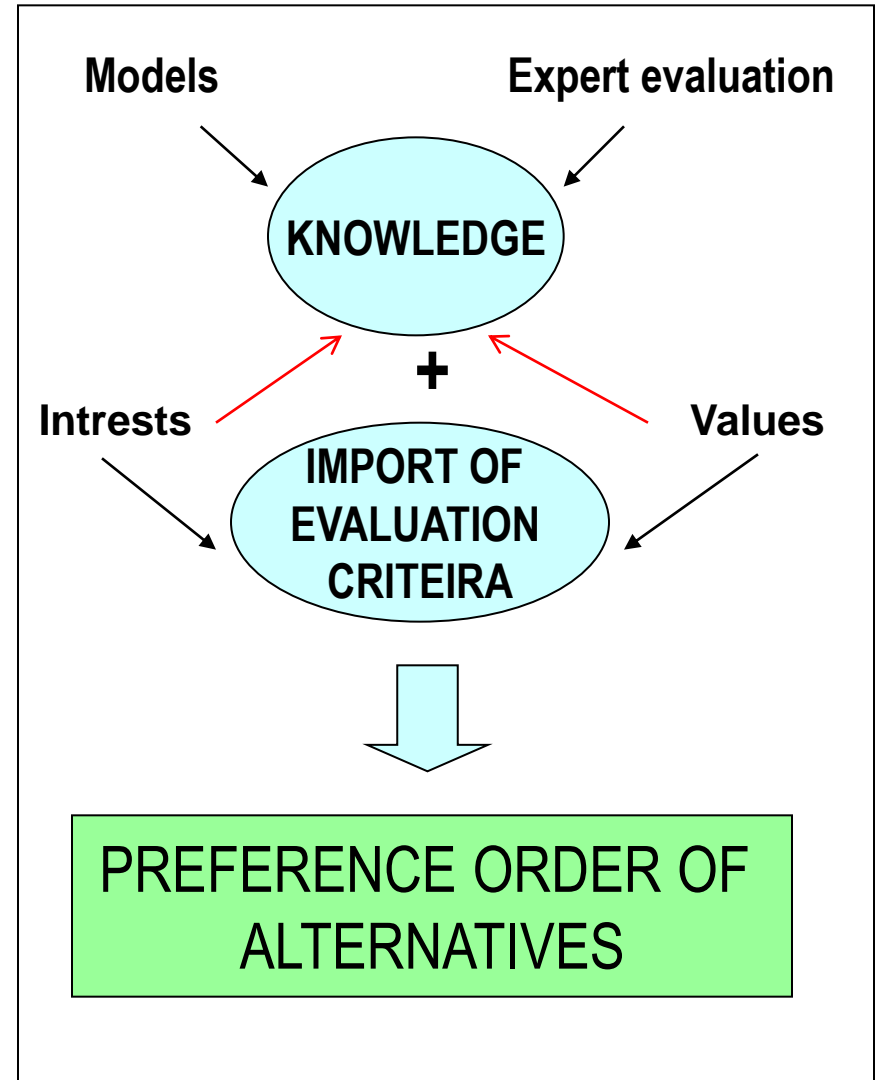 Models
Expert evaluation
KNOWLEDGE
+
Intrests
Values
IMPORT OF
EVALUATION
CRITEIRA
PREFERENCE ORDER OF
ALTERNATIVES